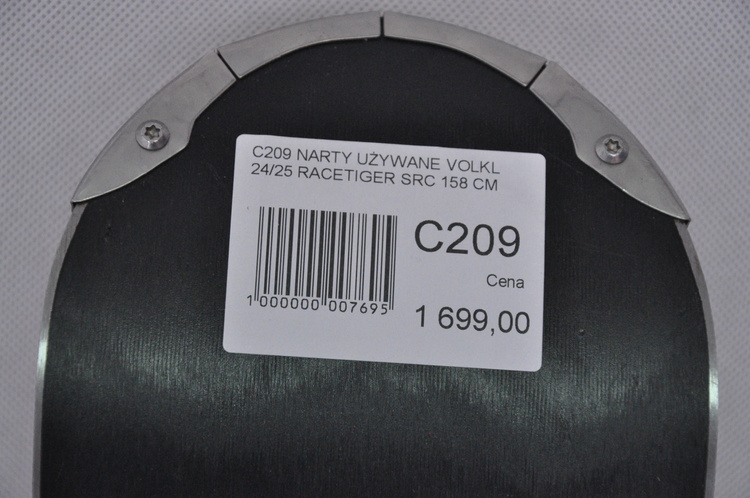 C209 NARTY UŻYWANE VOLKL
24/25 RACETIGER SRC 158 CM
C209
Cena
1 000000 007695
1 699,00